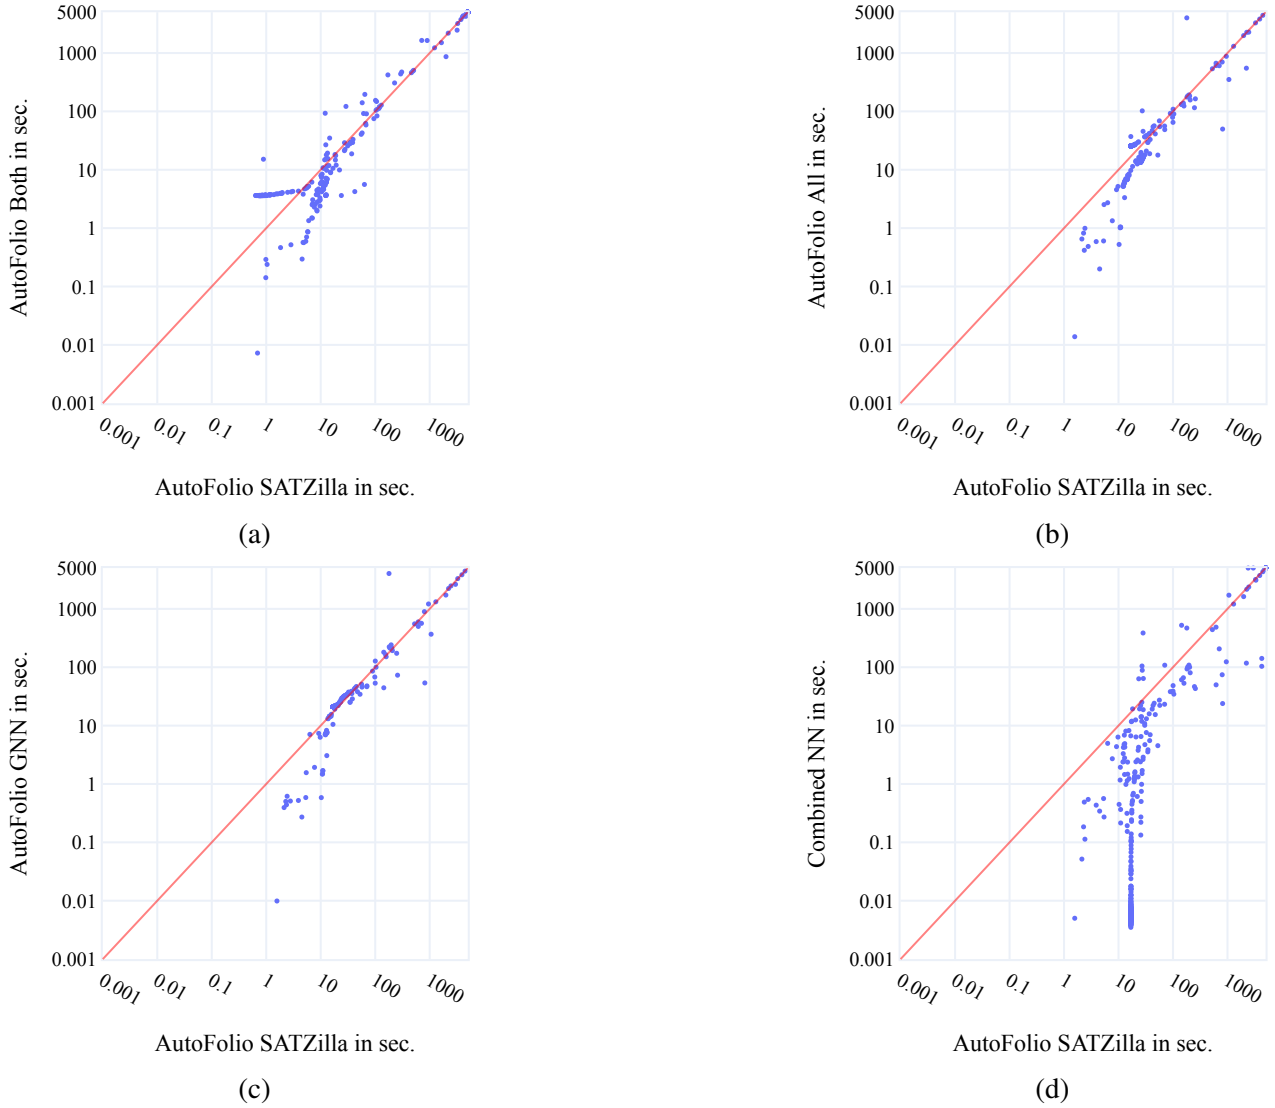 5000
1000
100
10
1
0.1
0.01
0.001
AutoFolio Both in sec.
0.001 0.01 0.1 1 10 100 1000
AutoFolio SATZilla in sec.
(a)
5000
1000
100
10
1
0.1
0.01
0.001
AutoFolio All in sec.
0.001 0.01 0.1 1 10 100 1000
AutoFolio SATZilla in sec.
(b)
5000
1000
100
10
1
0.1
0.01
0.001
AutoFolio GNN in sec.
0.001 0.01 0.1 1 10 100 1000
AutoFolio SATZilla in sec.
(c)
5000
1000
100
10
1
0.1
0.01
0.001
Combined NN in sec.
0.001 0.01 0.1 1 10 100 1000
AutoFolio SATZilla in sec.
(d)